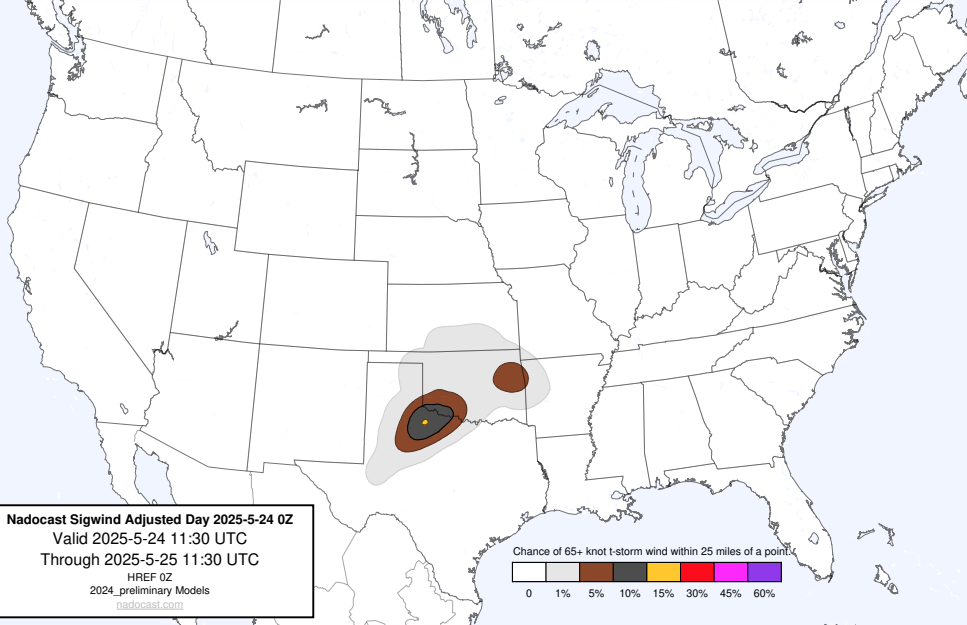 Nadocast Sigwind Adjusted Day 2025-5-24 0Z
Valid 2025-5-24 11:30 UTC
Through 2025-5-25 11:30 UTC
HREF 0Z
2024_preliminary Models
nadocast.com
Chance of 65+ knot t-storm wind within 25 miles of a point.
0 1% 5% 10% 15% 30% 45% 60%